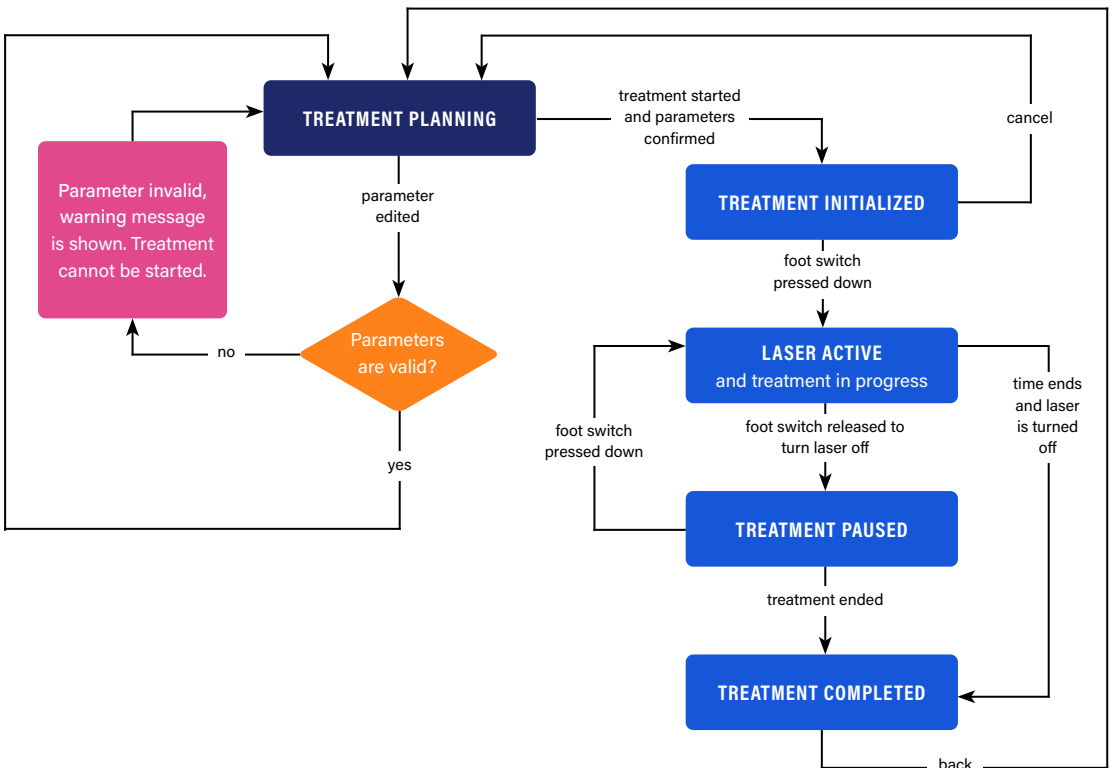 TREATMENT PLANNING
treatment started
and parameters
confirmed
cancel
Parameter invalid,
warning message
is shown. Treatment
cannot be started.
parameter
edited
TREATMENT INITIALIZED
foot switch
pressed down
Parameters
are valid?
no
yes
LASER ACTIVE
and treatment in progress
time ends
and laser
is turned
off
foot switch
pressed down
foot switch released to
turn laser off
TREATMENT PAUSED
treatment ended
TREATMENT COMPLETED
back